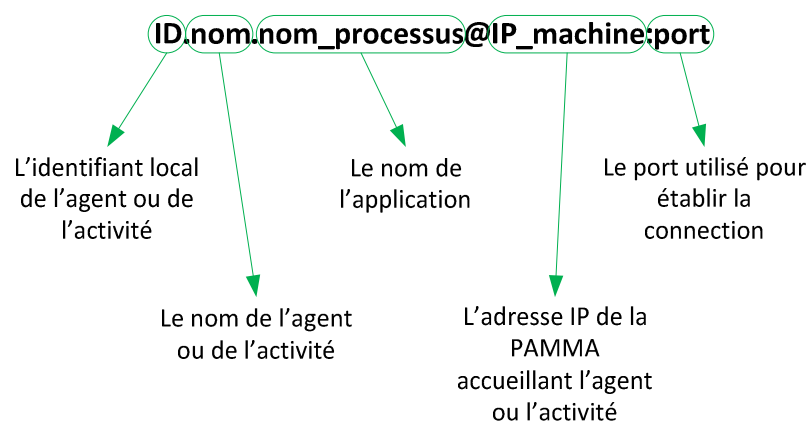 ID.nom.nom_processus@IP_machine:port
L’identifiant local
de l’agent ou de
l’activité
Le nom de
l’application
Le port utilisé pour
établir la
connection
Le nom de l’agent
ou de l’activité
L’adresse IP de la
PAMMA
accueillant l’agent
ou l’activité